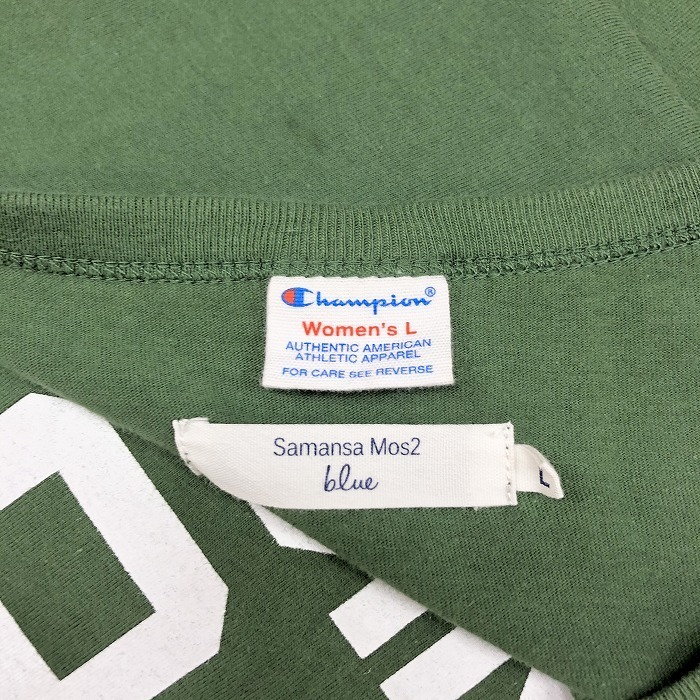 Champion®
Women's L
AUTHENTIC AMERICAN
ATHLETIC APPAREL
FOR CARE SEE REVERSE
Samansa Mos2
blue
L